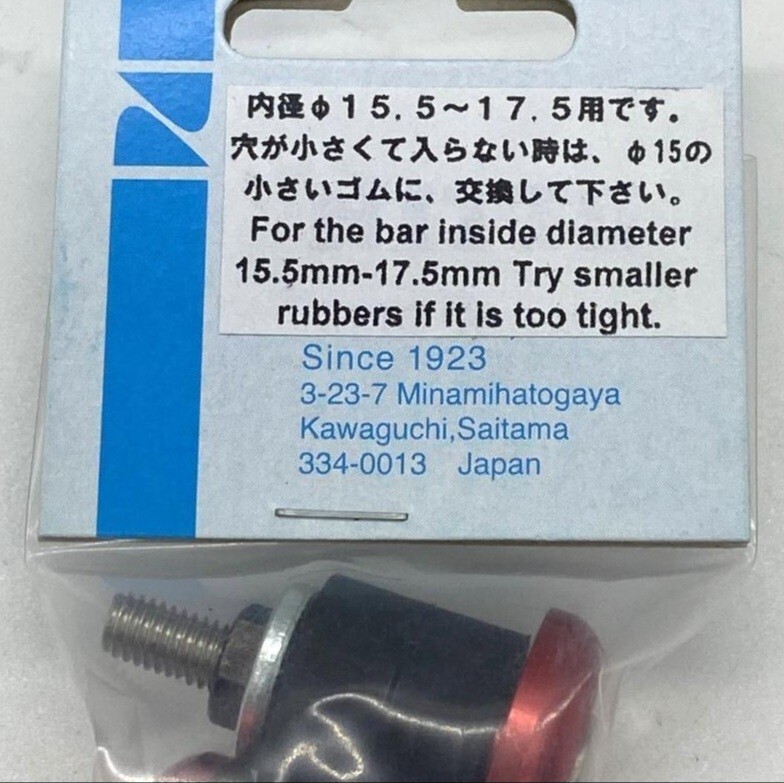 内径φ１５．５～１７．５用です。
穴が小さくて入らない時は、φ15の
小さいゴムに、交換して下さい。
For the bar inside diameter
15.5mm-17.5mm Try smaller
rubbers if it is too tight.
Since 1923
3-23-7 Minamihatogaya
Kawaguchi,Saitama
334-0013 Japan